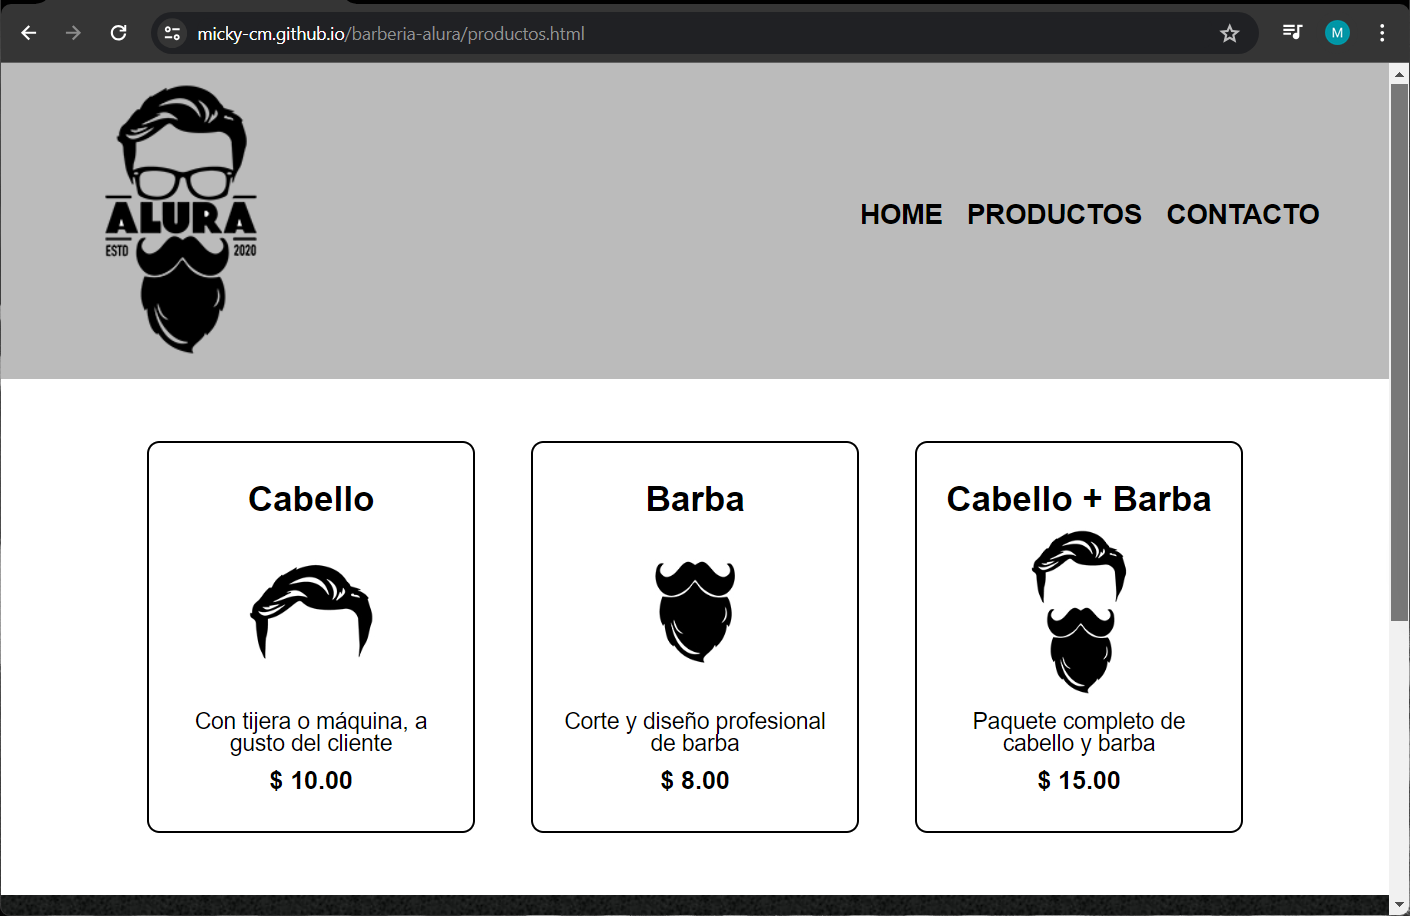 micky-cm.github.io/barberia-alura/productos.html
M
ALURA
ESTD 2020
HOME PRODUCTOS CONTACTO
Cabello
Con tijera o máquina, a
gusto del cliente
$ 10.00
Barba
Corte y diseño profesional
de barba
$ 8.00
Cabello + Barba
Paquete completo de
cabello y barba
$ 15.00